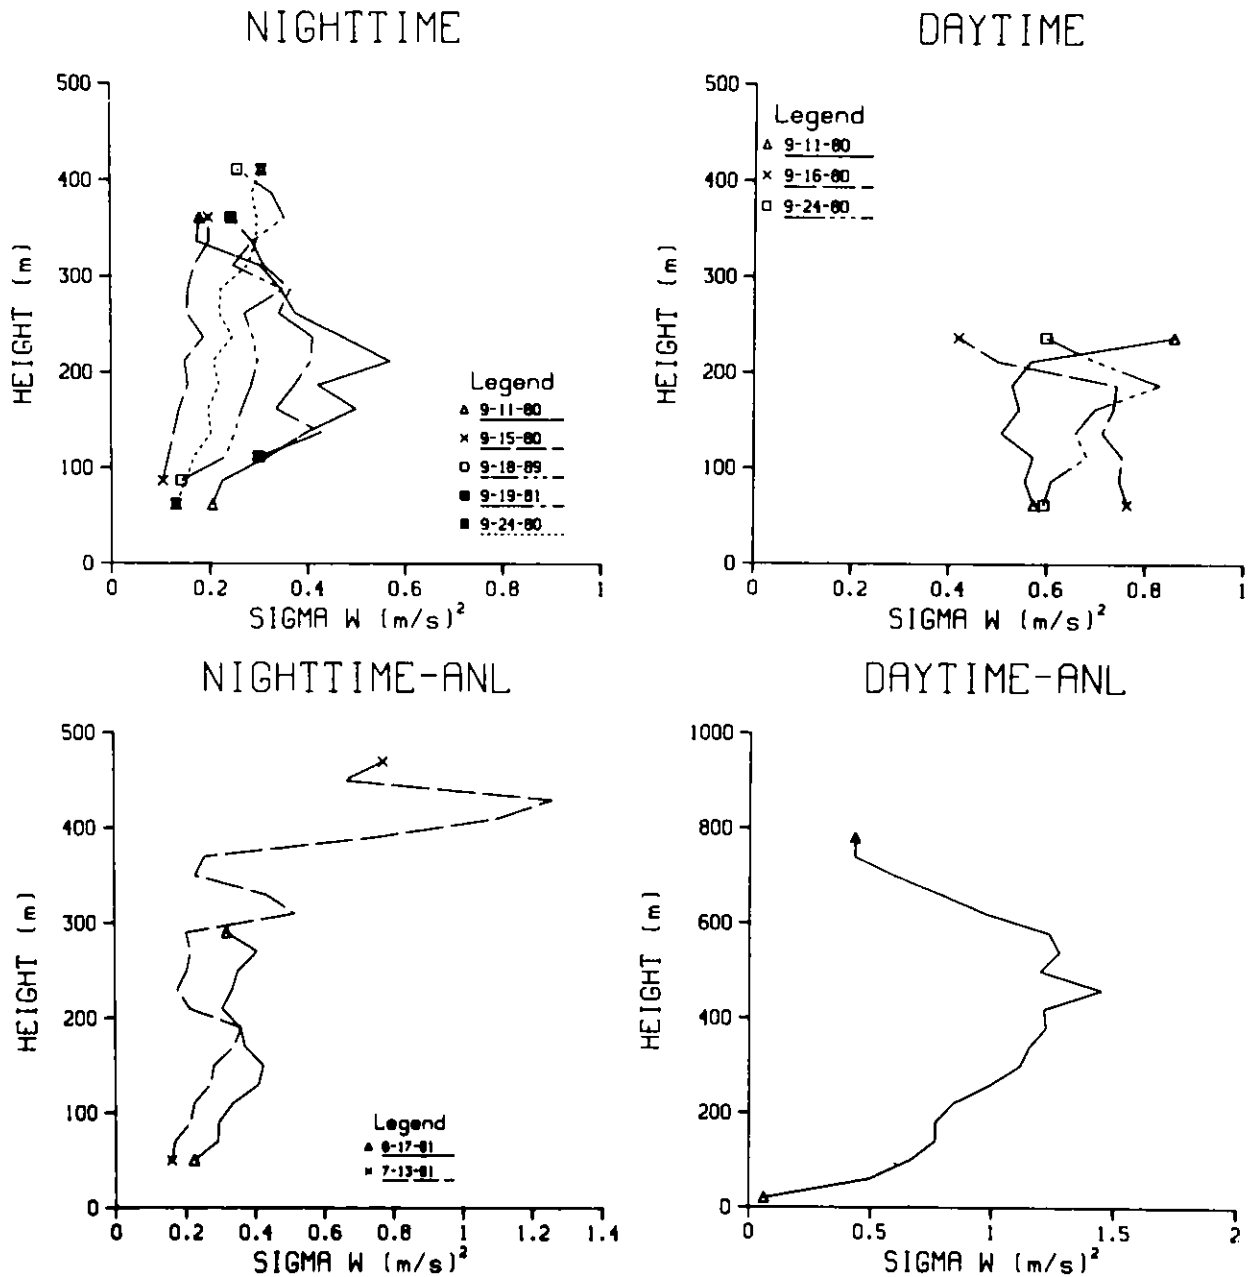 NIGHTTIME
500
400
300
200
100
0
HEIGHT (m)
Legend
9-11-80
9-15-80
9-18-89
9-19-81
9-24-80
0 0.2 0.4 0.6 0.8 1
SIGMA W (m/s)²
DAYTIME
500
400
300
200
100
0
HEIGHT (m)
Legend
9-11-80
9-16-80
9-24-80
0 0.2 0.4 0.6 0.8 1
SIGMA W (m/s)²
NIGHTTIME-ANL
500
400
300
200
100
0
HEIGHT (m)
Legend
6-17-81
7-13-81
0 0.2 0.4 0.6 0.8 1 1.2 1.4
SIGMA W (m/s)²
DAYTIME-ANL
1000
800
600
400
200
0
HEIGHT (m)
0 0.5 1 1.5 2
SIGMA W (m/s)²